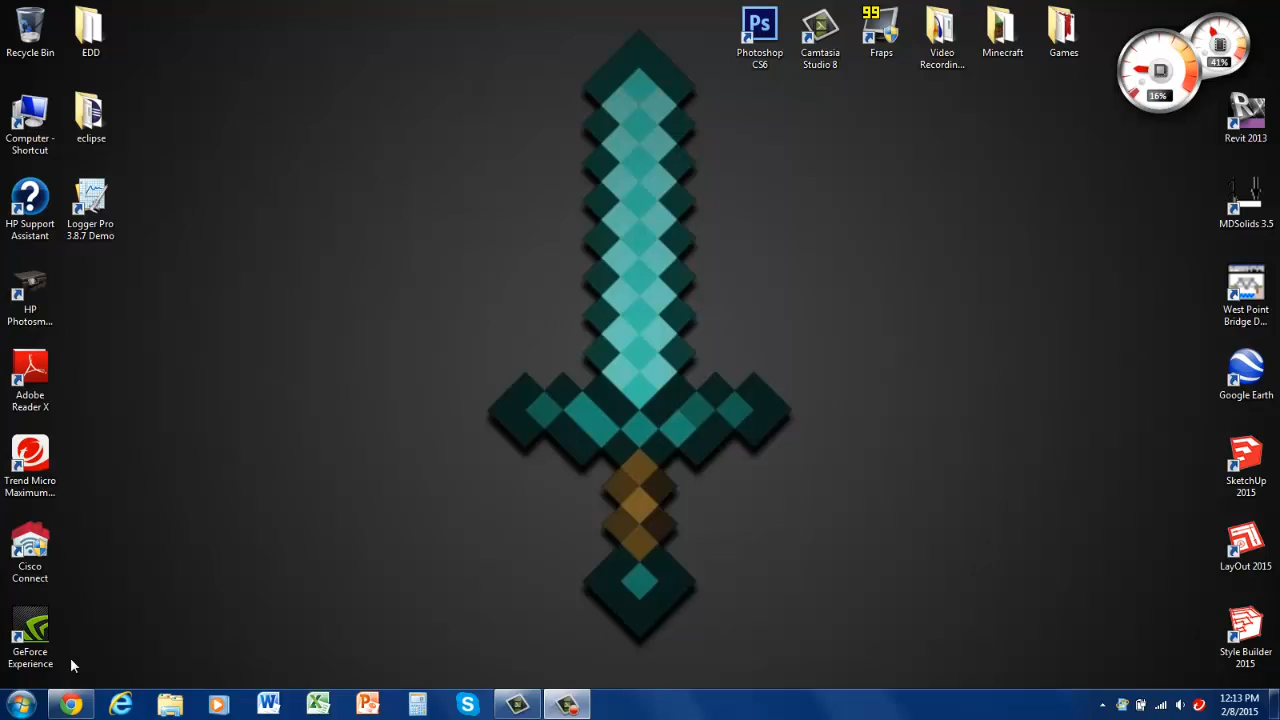 Recycle Bin
EDD
Computer -
Shortcut
eclipse
HP Support
Assistant
Logger Pro
3.8.7 Demo
HP
Photosm...
Adobe
Reader X
Trend Micro
Maximum...
Cisco
Connect
GeForce
Experience
Ps
Photoshop
CS6
Camtasia
Studio 8
99
Fraps
Video
Recordin...
Minecraft
Games
16%
41%
Revit 2013
MDSolids 3.5
West Point
Bridge D...
Google Earth
SketchUp
2015
LayOut 2015
Style Builder
2015
12:13 PM
2/8/2015